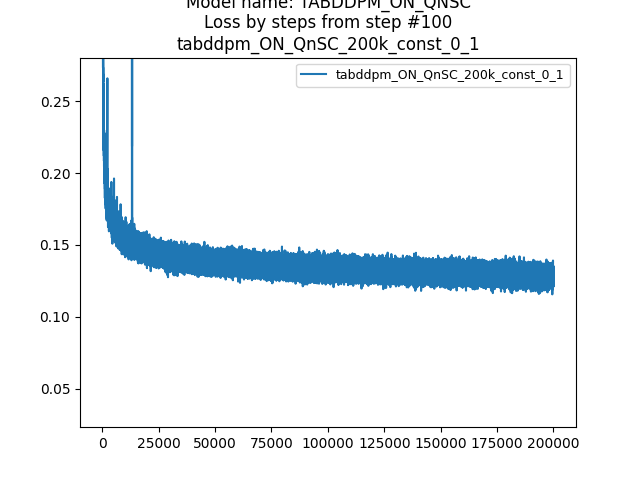 Model name: TABDDPM_ON_QNSC
Loss by steps from step #100
tabddpm_ON_QnSC_200k_const_0_1
tabddpm_ON_QnSC_200k_const_0_1
0.25
0.20
0.15
0.10
0.05
0 25000 50000 75000 100000 125000 150000 175000 200000